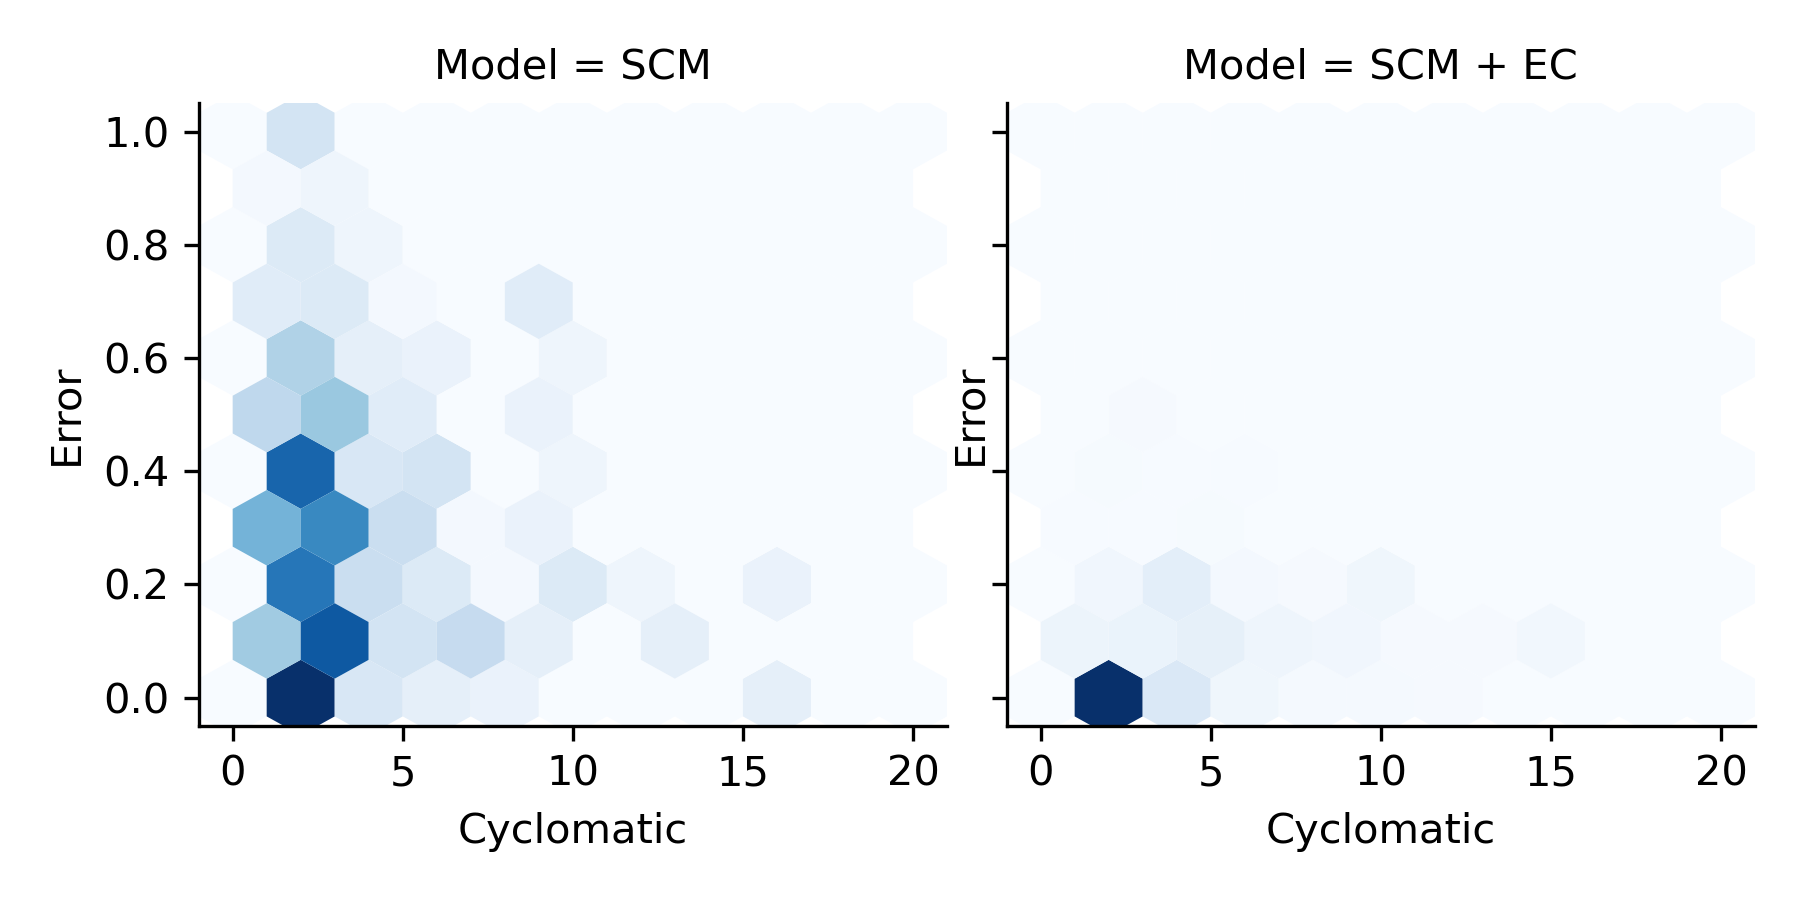 Model = SCM
Model = SCM + EC
Error
1.0
0.8
0.6
0.4
0.2
0.0
0 5 10 15 20
Cyclomatic
Error
0 5 10 15 20
Cyclomatic